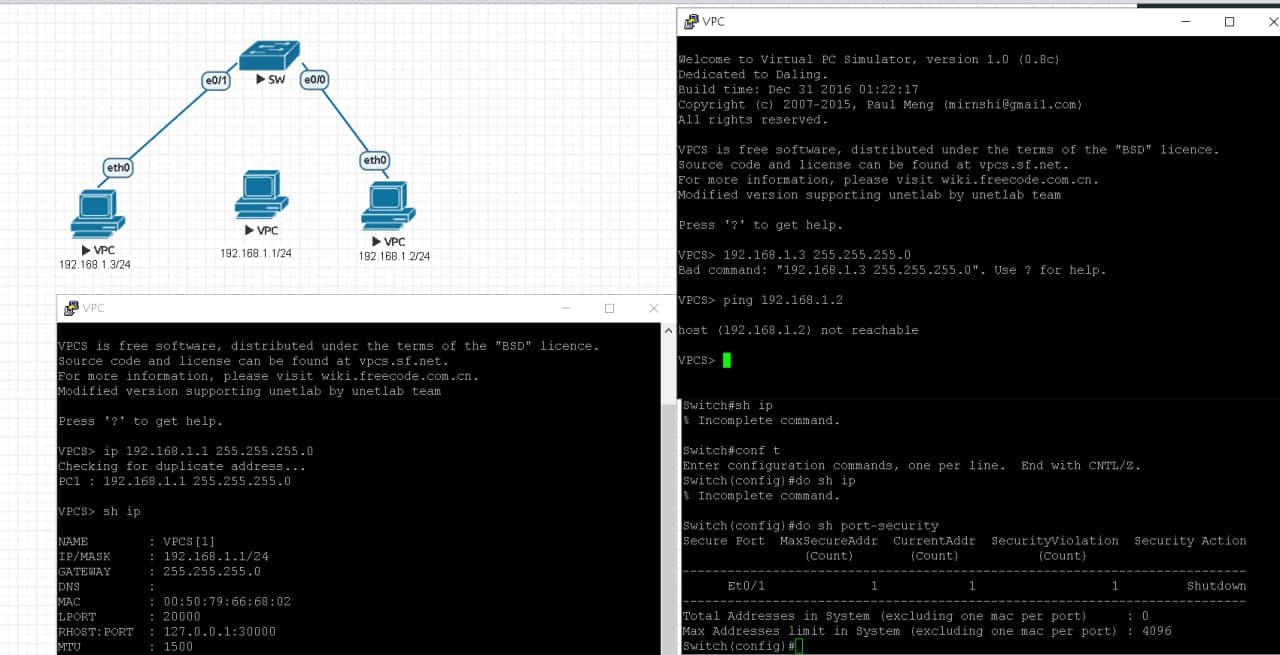 e0/1
SW
e0/0
eth0
eth0
VPC
192.168.1.3/24
VPC
192.168.1.1/24
VPC
192.168.1.2/24
VPC
VPCS is free software, distributed under the terms of the "BSD" licence.
Source code and license can be found at vpcs.sf.net.
For more information, please visit wiki.freecode.com.cn.
Modified version supporting unetlab by unetlab team
Press '?' to get help.
VPCS> ip 192.168.1.1 255.255.255.0
Checking for duplicate address...
PC1 : 192.168.1.1 255.255.255.0
VPCS> sh ip
NAME : VPCS[1]
IP/MASK : 192.168.1.1/24
GATEWAY : 255.255.255.0
DNS :
MAC : 00:50:79:66:68:02
LPORT : 20000
RHOST:PORT : 127.0.0.1:30000
MTU : 1500
VPC
Welcome to Virtual PC Simulator, version 1.0 (0.8c)
Dedicated to Daling.
Build time: Dec 31 2016 01:22:17
Copyright (c) 2007-2015, Paul Meng (mirnshi@gmail.com)
All rights reserved.
VPCS is free software, distributed under the terms of the "BSD" licence.
Source code and license can be found at vpcs.sf.net.
For more information, please visit wiki.freecode.com.cn.
Modified version supporting unetlab by unetlab team
Press '?' to get help.
VPCS> 192.168.1.3 255.255.255.0
Bad command: "192.168.1.3 255.255.255.0". Use ? for help.
VPCS> ping 192.168.1.2
host (192.168.1.2) not reachable
VPCS>
Switch#sh ip
% Incomplete command.
Switch#conf t
Enter configuration commands, one per line. End with CNTL/Z.
Switch(config)#do sh ip
% Incomplete command.
Switch(config)#do sh port-security
Secure Port MaxSecureAddr CurrentAddr SecurityViolation Security Action
(Count) (Count) (Count)
---------------------------------------------------------------------------
Et0/1 1 1 1 Shutdown
---------------------------------------------------------------------------
Total Addresses in System (excluding one mac per port) : 0
Max Addresses limit in System (excluding one mac per port) : 4096
Switch(config)#